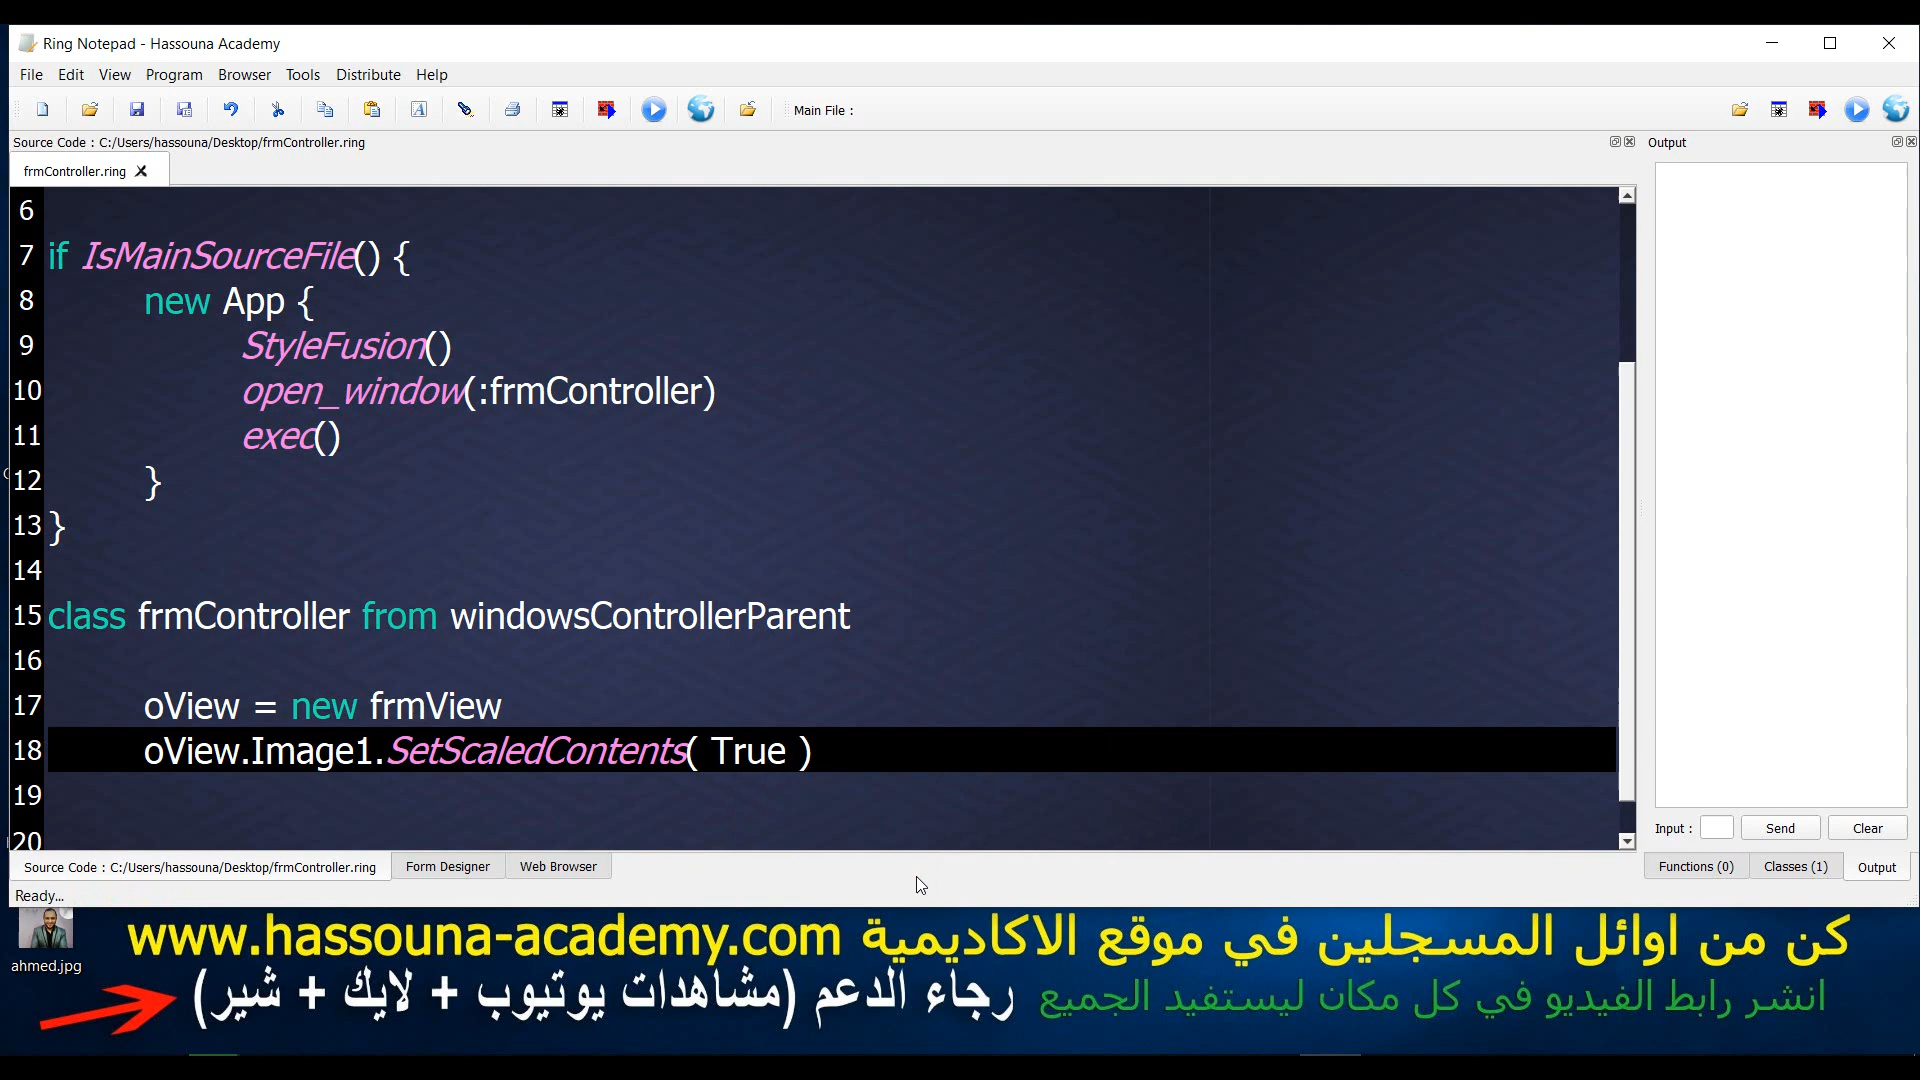 Ring Notepad - Hassouna Academy
File Edit View Program Browser Tools Distribute Help
Main File :
Source Code : C:/Users/hassouna/Desktop/frmController.ring
Output
frmController.ring
6
7 if IsMainSourceFile() {
8 new App {
9 StyleFusion()
10 open_window(:frmController)
11 exec()
12 }
13 }
14
15 class frmController from windowsControllerParent
16
17 oView = new frmView
18 oView.Image1.SetScaledContents( True )
19
20
Input : Send Clear
Source Code : C:/Users/hassouna/Desktop/frmController.ring Form Designer Web Browser
Functions (0) Classes (1) Output
Ready...
كن من اوائل المسجلين في موقع الاكاديمية www.hassouna-academy.com
ahmed.jpg
انشر رابط الفيديو في كل مكان ليستفيد الجميع
رجاء الدعم (مشاهدات يوتيوب + لايك + شير)